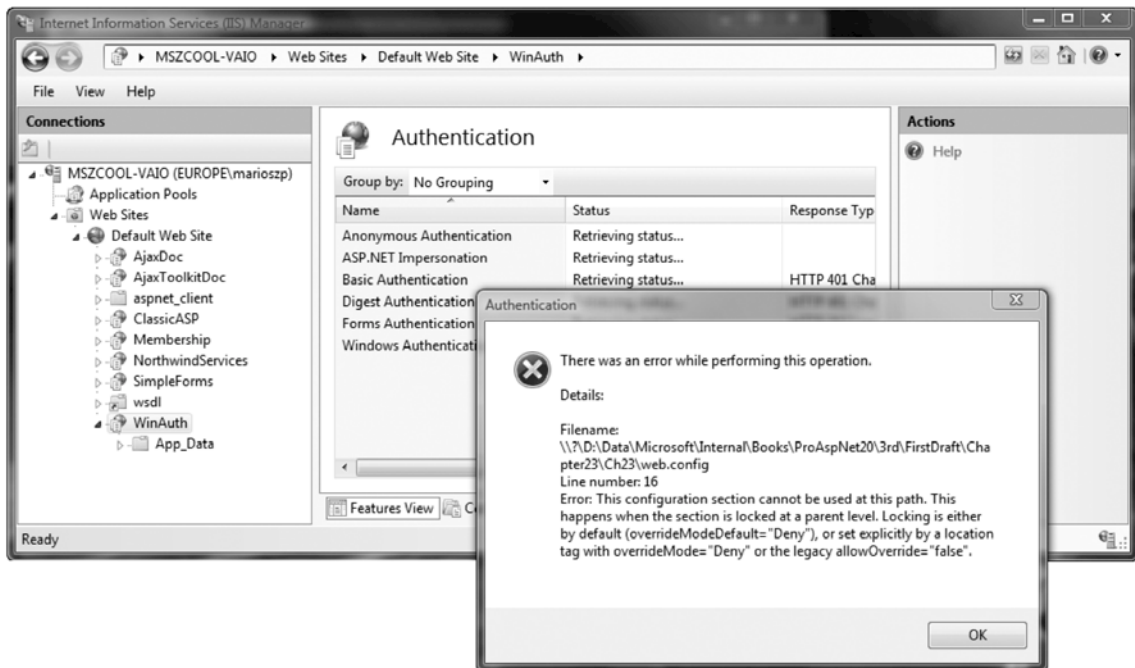 Internet Information Services (IIS) Manager
MSZCOOL-VAIO Web Sites Default Web Site WinAuth
File View Help
Connections
MSZCOOL-VAIO (EUROPE\marioszp)
Application Pools
Web Sites
Default Web Site
AjaxDoc
AjaxToolkitDoc
aspnet_client
ClassicASP
Membership
NorthwindServices
SimpleForms
wsdl
WinAuth
App_Data
Authentication
Group by: No Grouping
Name Status Response Typ
Anonymous Authentication Retrieving status...
ASP.NET Impersonation Retrieving status...
Basic Authentication Retrieving status... HTTP 401 Cha
Digest Authentication
Forms Authentication
Windows Authenticati
Features View
Actions
Help
Ready
Authentication
There was an error while performing this operation.
Details:
Filename:
\\?\D:\Data\Microsoft\Internal\Books\ProAspNet20\3rd\FirstDraft\Cha
pter23\Ch23\web.config
Line number: 16
Error: This configuration section cannot be used at this path. This
happens when the section is locked at a parent level. Locking is either
by default (overrideModeDefault="Deny"), or set explicitly by a location
tag with overrideMode="Deny" or the legacy allowOverride="false".
OK